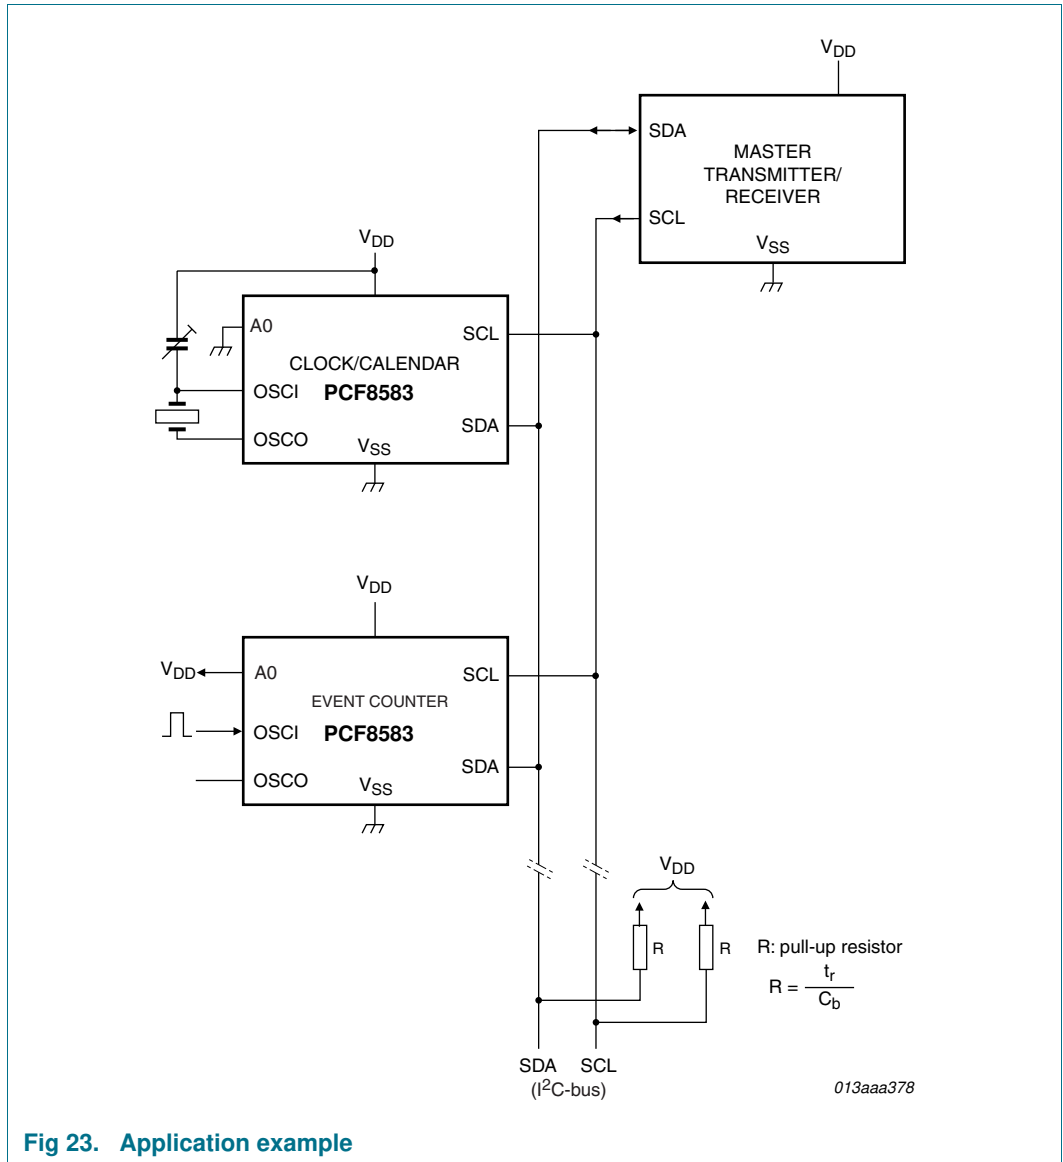 VDD
SDA
MASTER
TRANSMITTER/
RECEIVER
SCL
VSS
VDD
A0
SCL
CLOCK/CALENDAR
OSCI PCF8583
SDA
OSCO
VSS
VDD
VDD
A0
SCL
EVENT COUNTER
OSCI PCF8583
SDA
OSCO
VSS
VDD
R
R
R: pull-up resistor
R = tr / Cb
SDA SCL
(I²C-bus)
013aaa378
Fig 23. Application example